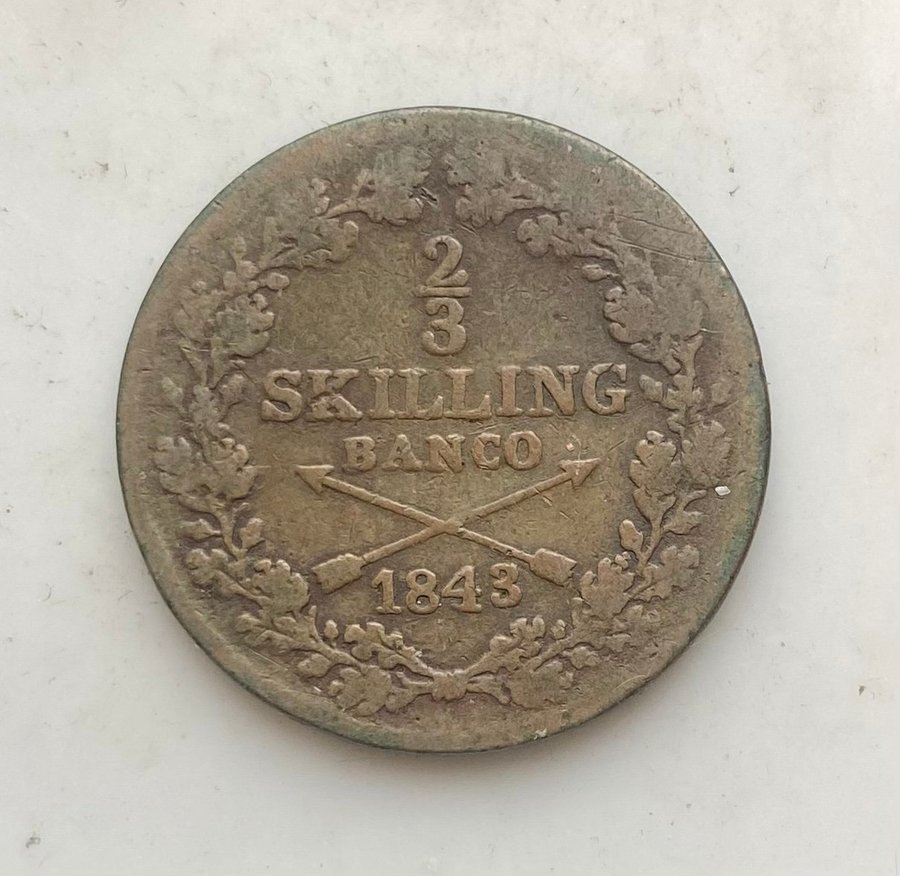 2/3
SKILLING
BANCO
1843